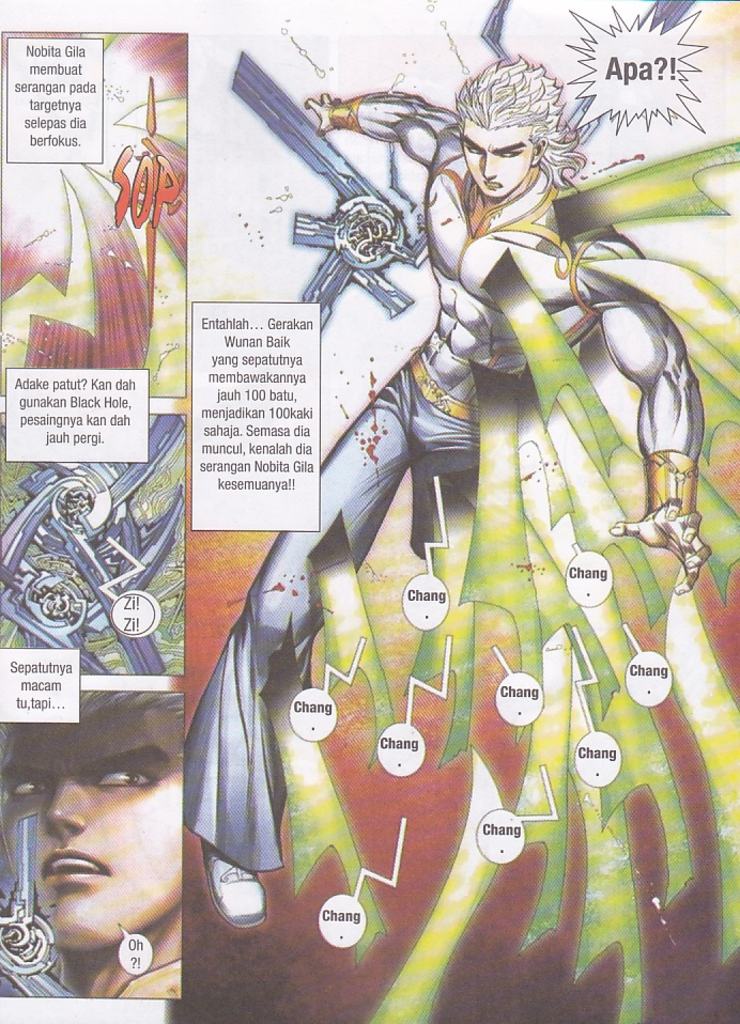 Nobita Gila
membuat
serangan pada
targetnya
selepas dia
berfokus.
SOP
Adake patut? Kan dah
gunakan Black Hole,
pesaingnya kan dah
jauh pergi.
Zi!
Zi!
Sepatutnya
macam
tu,tapi...
Oh
?!
Apa?!
Entahlah... Gerakan
Wunan Baik
yang sepatutnya
membawakannya
jauh 100 batu,
menjadikan 100kaki
sahaja. Semasa dia
muncul, kenalah dia
serangan Nobita Gila
kesemuanya!!
Chang
.
Chang
.
Chang
.
Chang
.
Chang
.
Chang
.
Chang
.
Chang
.
Chang
.